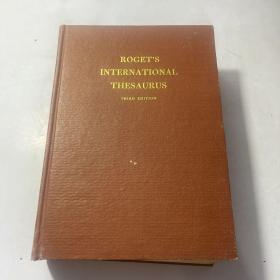 ROGET'S
INTERNATIONAL
THESAURUS
THIRD EDITION